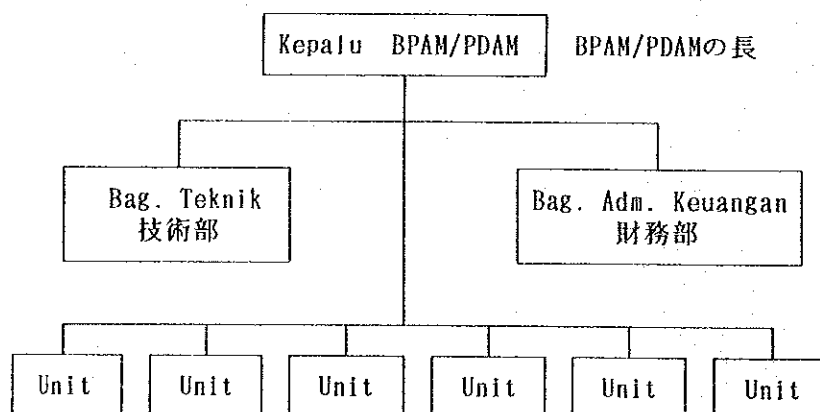 Kepalu BPAM/PDAM BPAM/PDAMの長
Bag. Teknik
技術部
Bag. Adm. Keuangan
財務部
Unit Unit Unit Unit Unit Unit